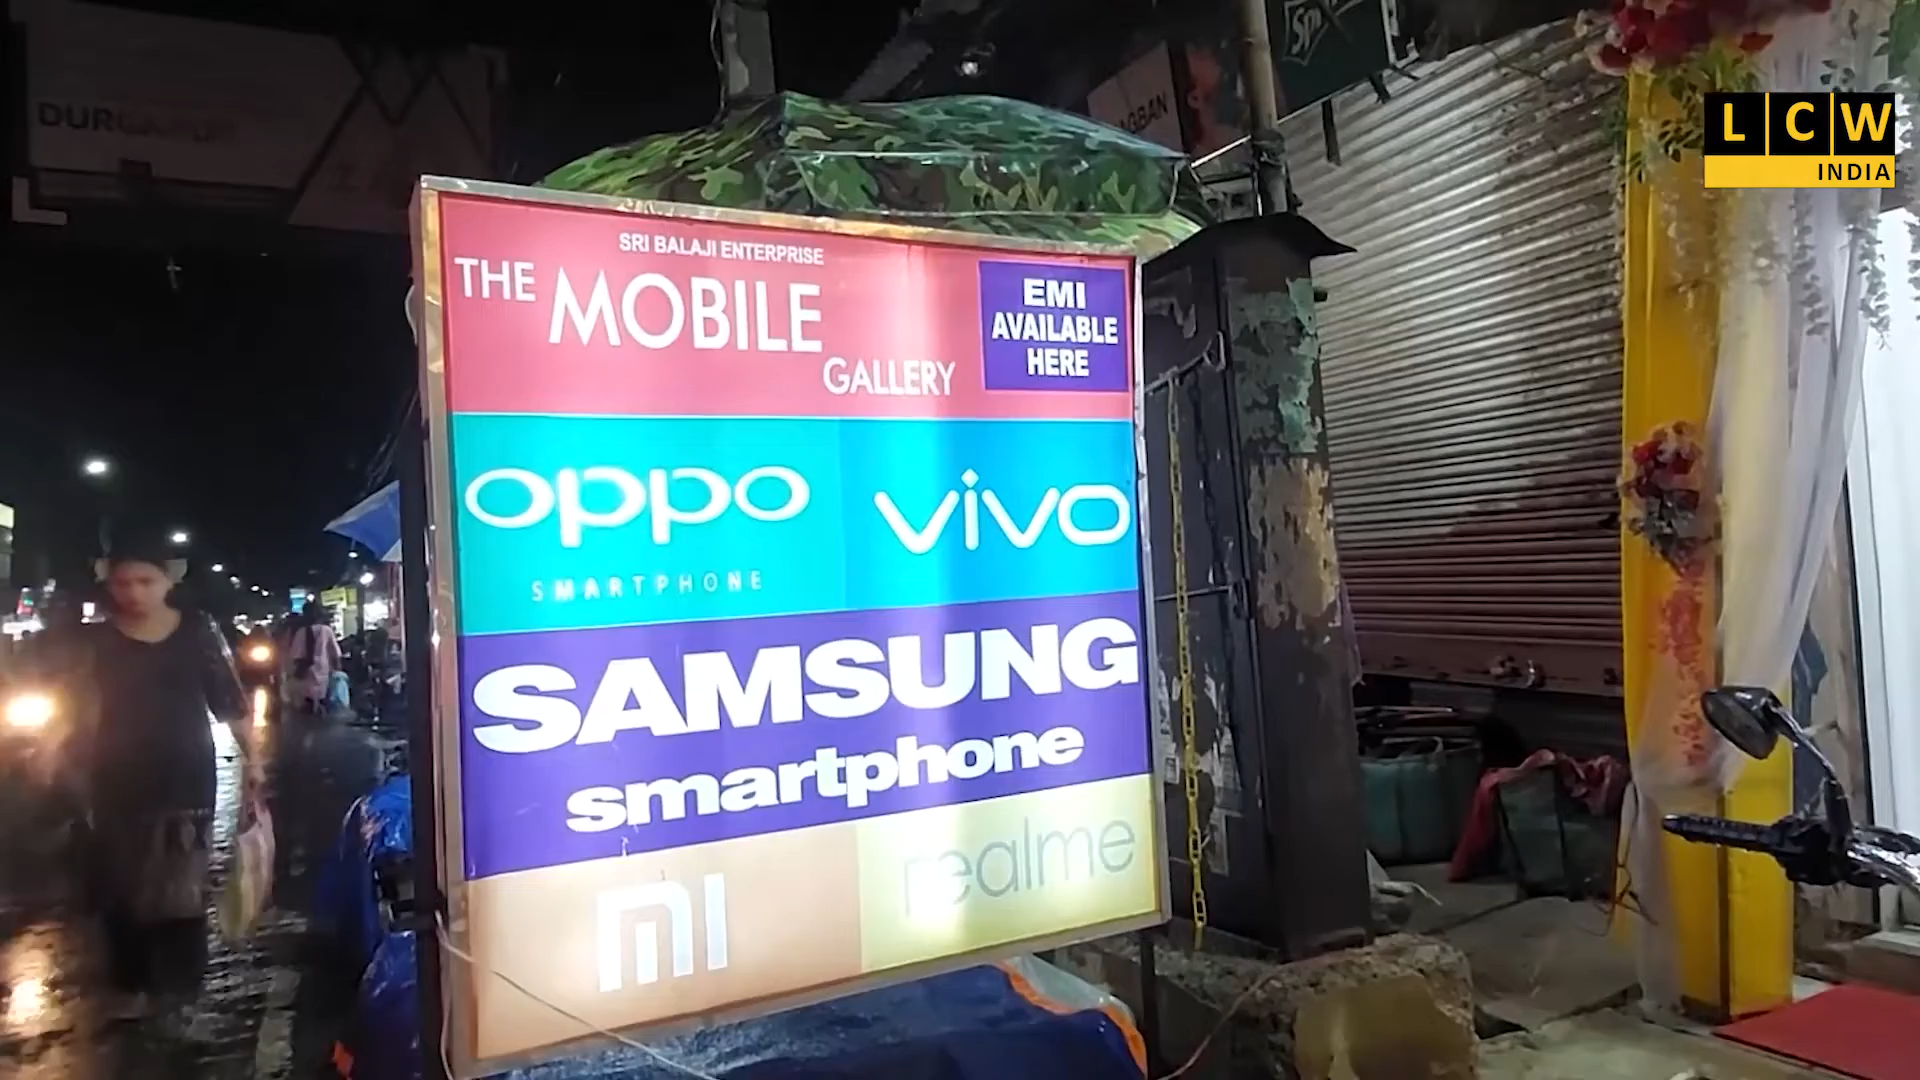 LCW
INDIA
SRI BALAJI ENTERPRISE
THE MOBILE GALLERY
EMI
AVAILABLE
HERE
oppo
SMARTPHONE
vivo
SAMSUNG
smartphone
MI
realme